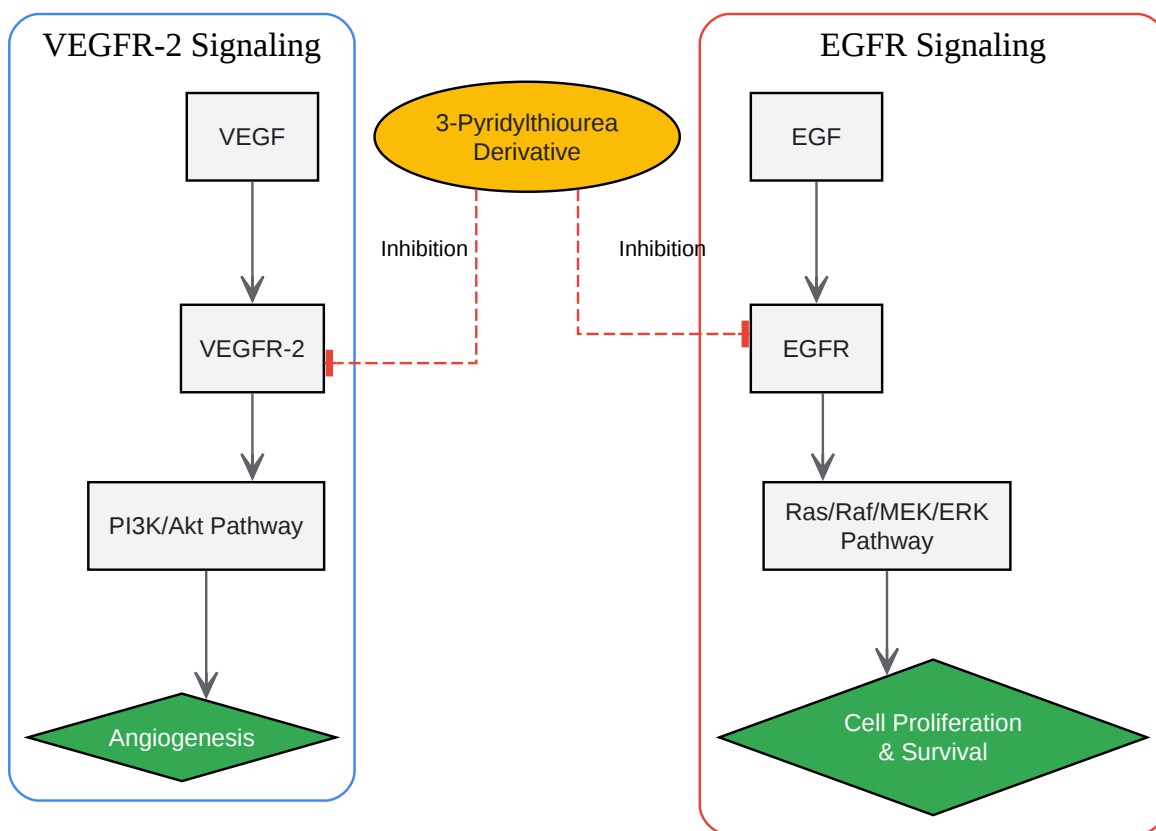 VEGFR-2 Signaling
EGFR Signaling
VEGF
3-Pyridylthiourea
Derivative
EGF
Inhibition
Inhibition
VEGFR-2
EGFR
PI3K/Akt Pathway
Ras/Raf/MEK/ERK
Pathway
Angiogenesis
Cell Proliferation
& Survival